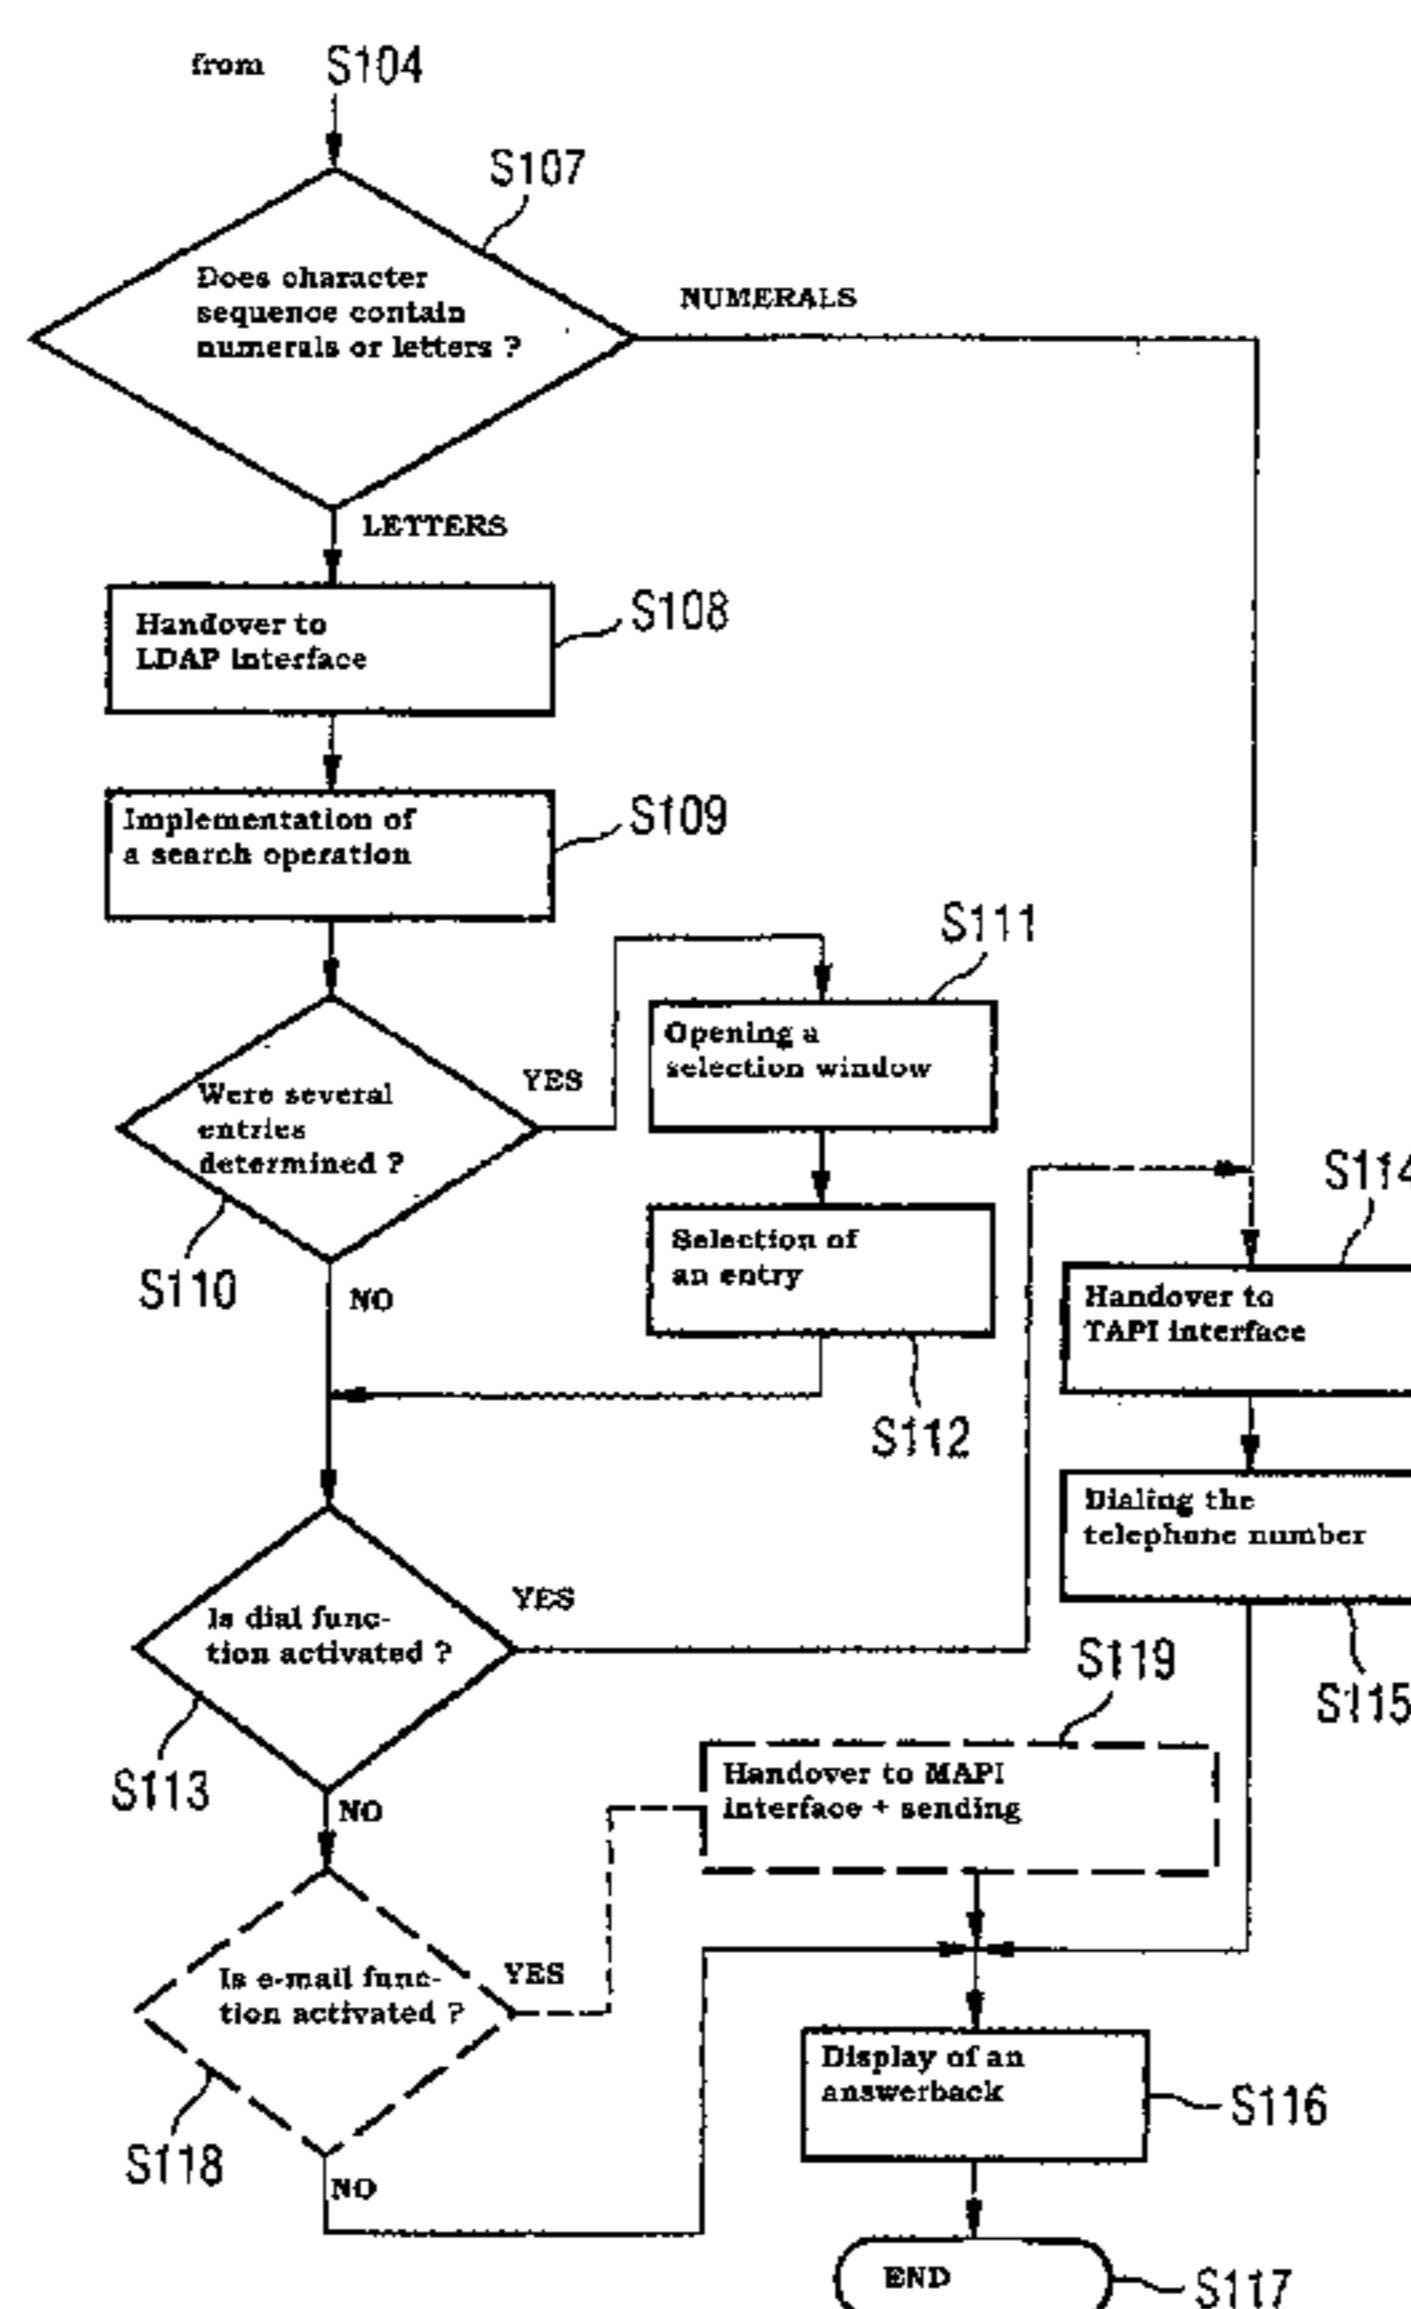 from S104
S107
Does character
sequence contain
numerals or letters ?
NUMERALS
LETTERS
Handover to
LDAP interface
S108
Implementation of
a search operation
S109
S111
Opening a
selection window
YES
Were several
entries
determined ?
S110
NO
Selection of
an entry
S112
S114
Handover to
TAPI interface
Dialing the
telephone number
S115
Is dial func-
tion activated ?
YES
S113
NO
S119
Handover to MAPI
interface + sending
Is e-mail func-
tion activated ?
YES
S118
NO
Display of an
answerback
S116
END
S117